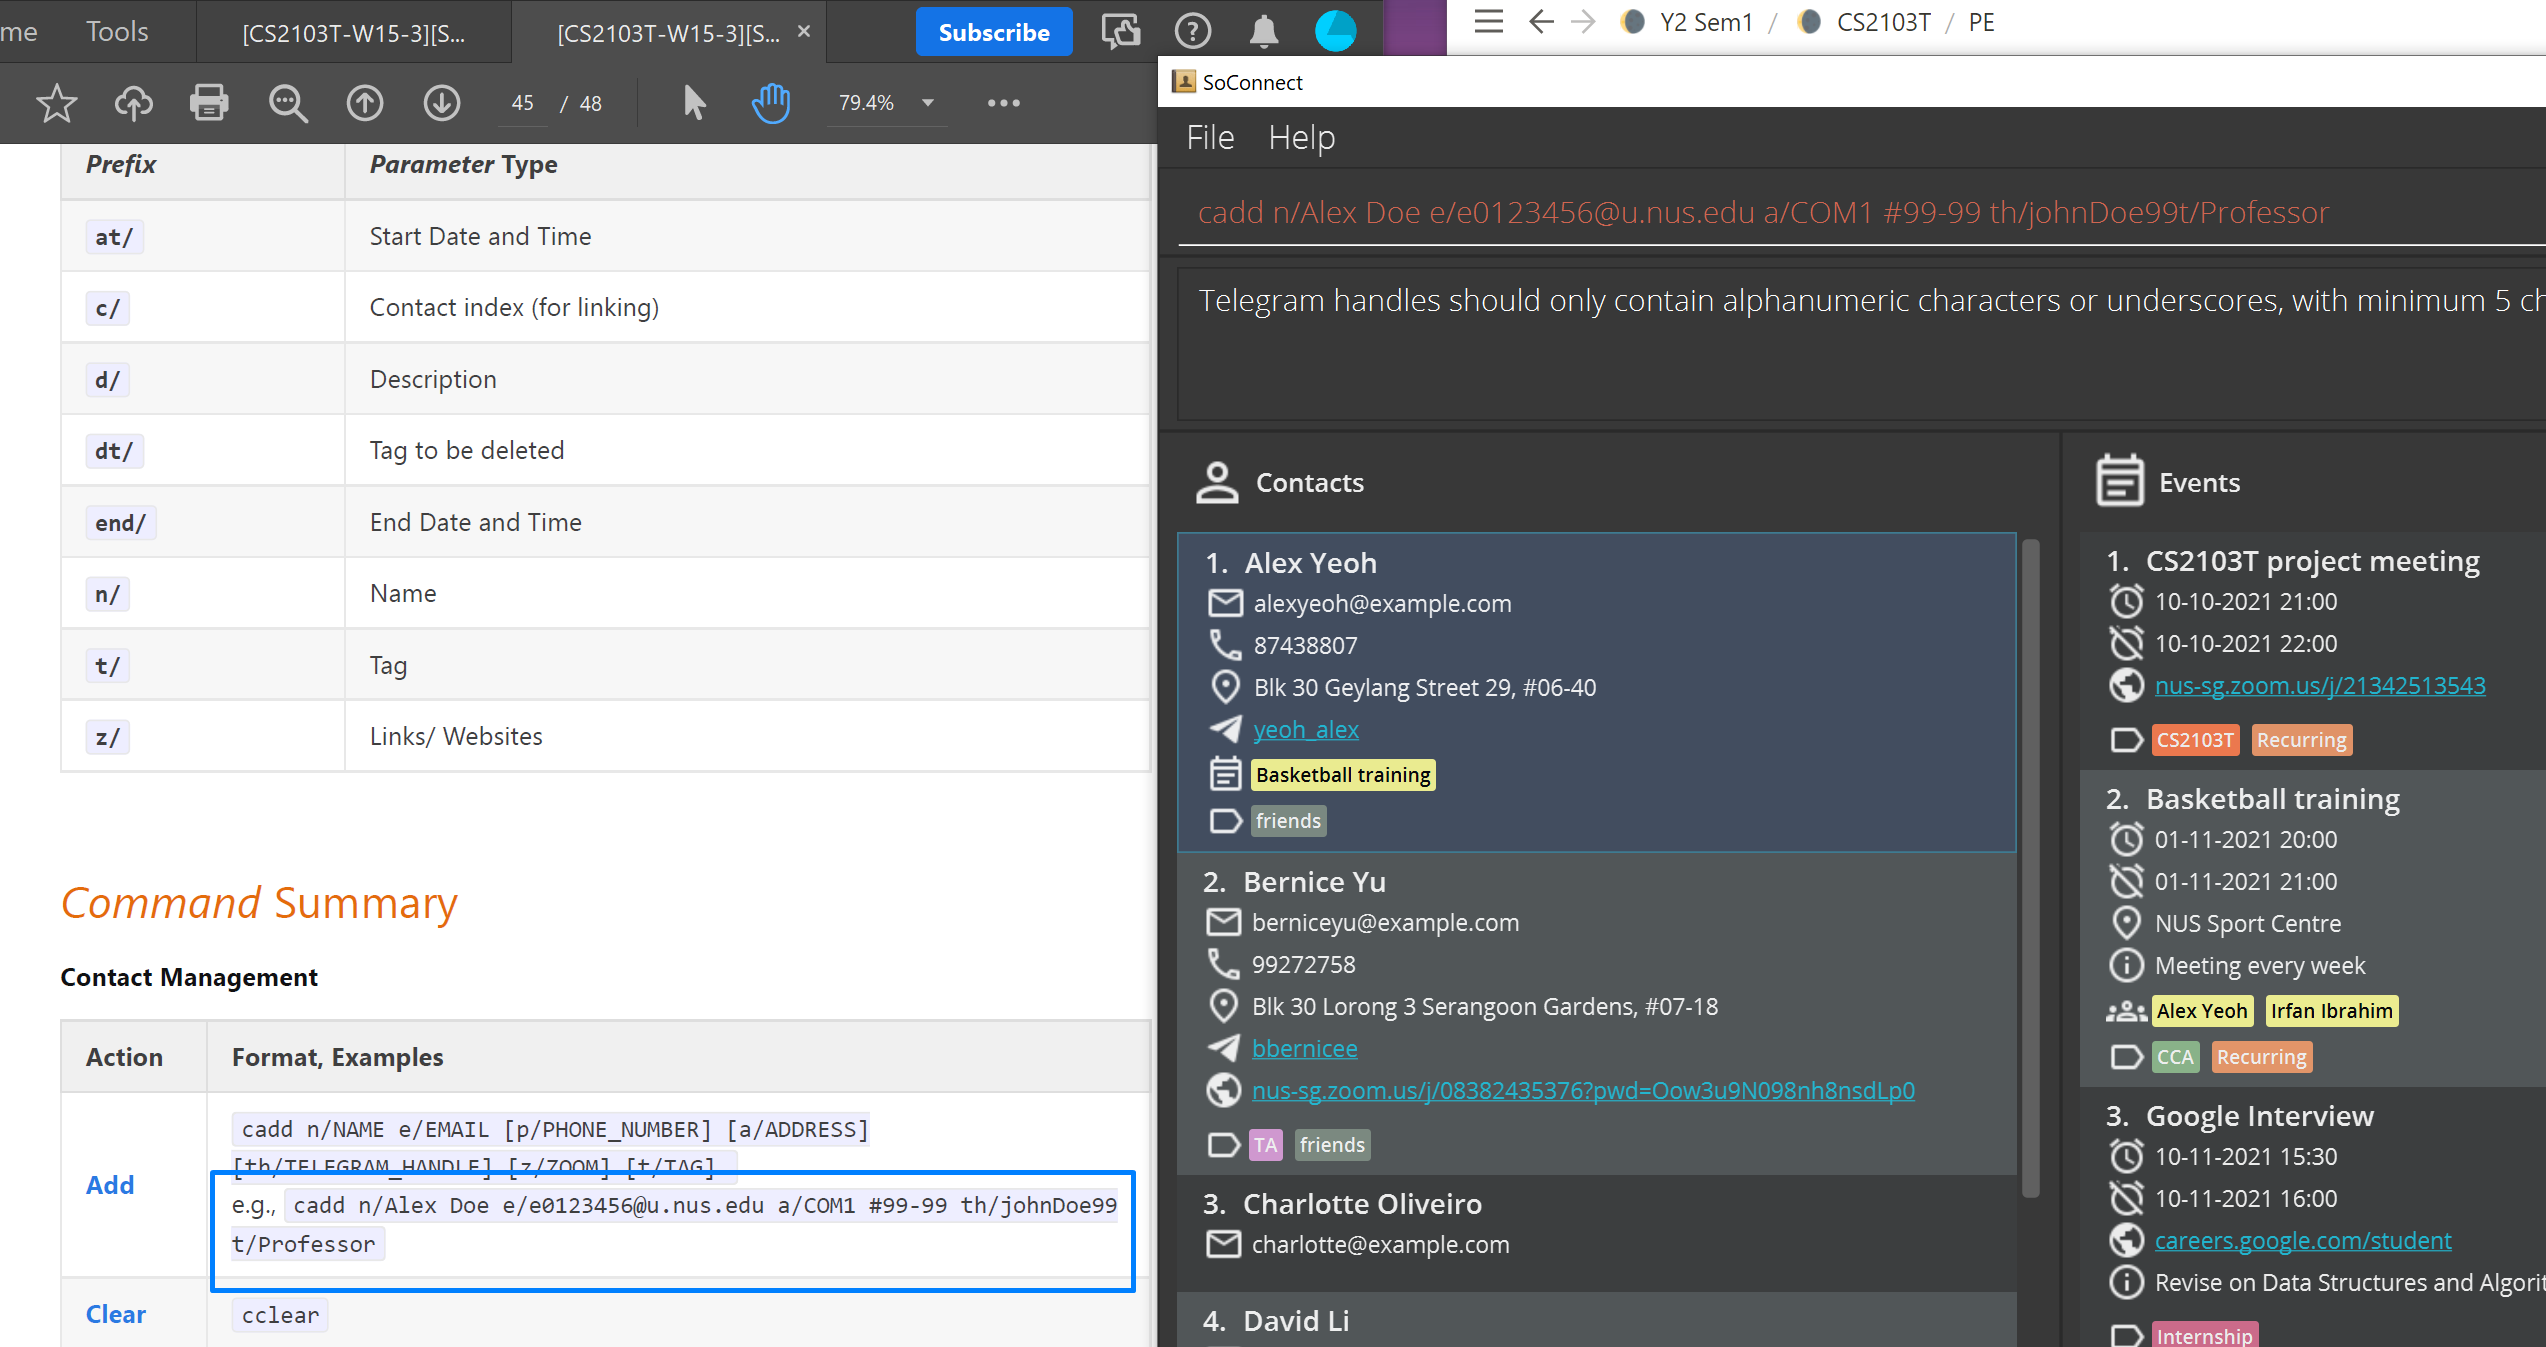 me
Tools
[CS2103T-W15-3][S...
[CS2103T-W15-3][S...
Subscribe
Y2 Sem1 / CS2103T / PE
45 / 48
79.4%
Prefix
Parameter Type
at/
Start Date and Time
c/
Contact index (for linking)
d/
Description
dt/
Tag to be deleted
end/
End Date and Time
n/
Name
t/
Tag
z/
Links/ Websites
Command Summary
Contact Management
Action
Format, Examples
Add
cadd n/NAME e/EMAIL [p/PHONE_NUMBER] [a/ADDRESS]
[th/TELEGRAM_HANDLE] [z/ZOOM] [t/TAG]
e.g., cadd n/Alex Doe e/e0123456@u.nus.edu a/COM1 #99-99 th/johnDoe99
t/Professor
Clear
cclear
SoConnect
File
Help
cadd n/Alex Doe e/e0123456@u.nus.edu a/COM1 #99-99 th/johnDoe99t/Professor
Telegram handles should only contain alphanumeric characters or underscores, with minimum 5 ch
Contacts
1. Alex Yeoh
alexyeoh@example.com
87438807
Blk 30 Geylang Street 29, #06-40
yeoh_alex
Basketball training
friends
2. Bernice Yu
berniceyu@example.com
99272758
Blk 30 Lorong 3 Serangoon Gardens, #07-18
bbernicee
nus-sg.zoom.us/j/08382435376?pwd=Oow3u9N098nh8nsdLp0
TA friends
3. Charlotte Oliveiro
charlotte@example.com
4. David Li
Events
1. CS2103T project meeting
10-10-2021 21:00
10-10-2021 22:00
nus-sg.zoom.us/j/21342513543
CS2103T Recurring
2. Basketball training
01-11-2021 20:00
01-11-2021 21:00
NUS Sport Centre
Meeting every week
Alex Yeoh Irfan Ibrahim
CCA Recurring
3. Google Interview
10-11-2021 15:30
10-11-2021 16:00
careers.google.com/student
Revise on Data Structures and Algorit
Internship